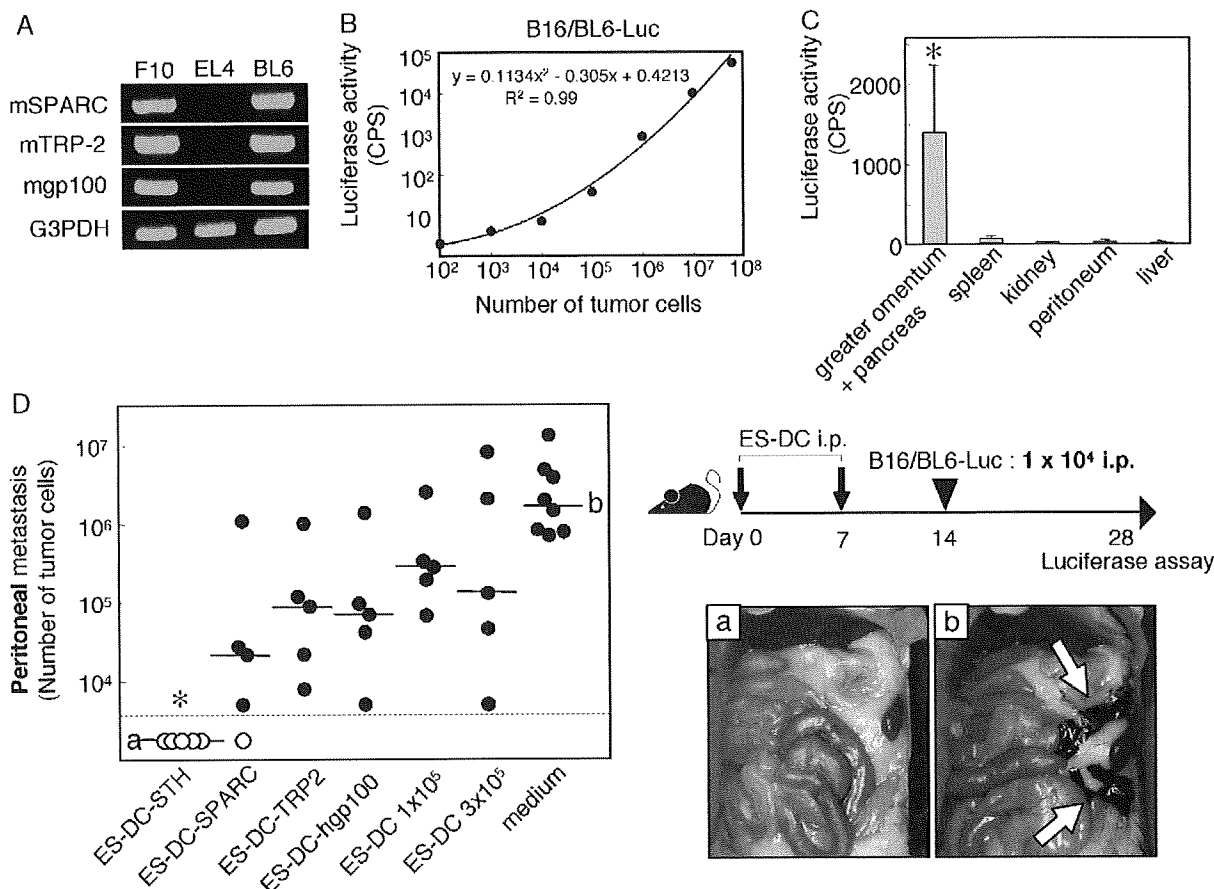 A
F10 EL4 BL6
mSPARC
mTRP-2
mgp100
G3PDH
B
B16/BL6-Luc
Luciferase activity
(CPS)
10⁵
10⁴
10³
10²
10
y = 0.1134x² - 0.305x + 0.4213
R² = 0.99
10² 10³ 10⁴ 10⁵ 10⁶ 10⁷ 10⁸
Number of tumor cells
C
Luciferase activity
(CPS)
2000
1000
0
*
greater omentum
+ pancreas
spleen
kidney
peritoneum
liver
D
Peritoneal metastasis
(Number of tumor cells)
10⁷
10⁶
10⁵
10⁴
*
a
b
ES-DC-STH
ES-DC-SPARC
ES-DC-TRP2
ES-DC-hgp100
ES-DC 1x10⁵
ES-DC 3x10⁵
medium
ES-DC i.p.
B16/BL6-Luc : 1 x 10⁴ i.p.
Day 0 7 14 28
Luciferase assay
a
b